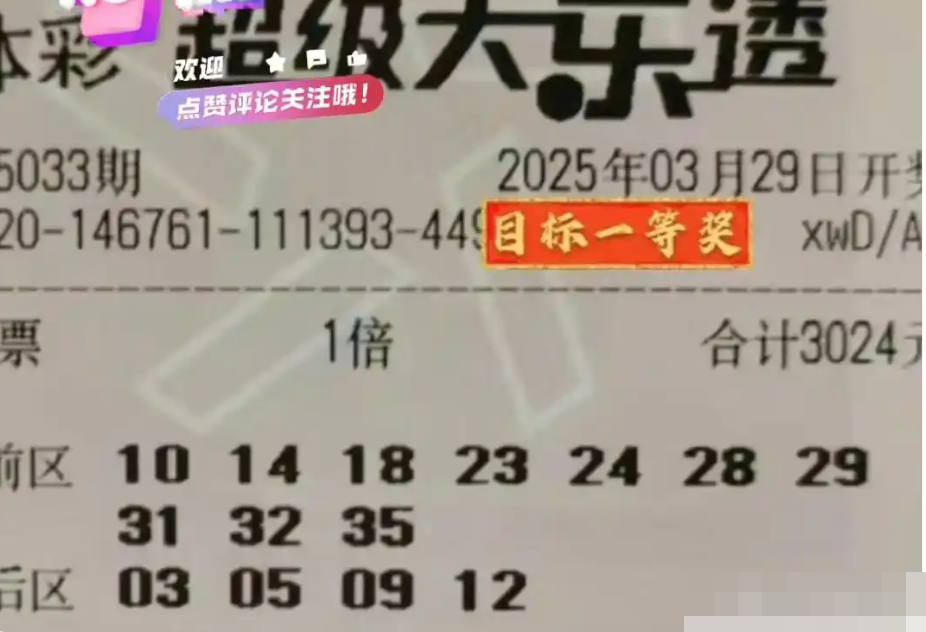 体彩 超级大乐透
欢迎
点赞评论关注哦！
5033期 2025年03月29日开奖
20-146761-111393-449 目标一等奖 xwD/A
票 1倍 合计3024元
前区 10 14 18 23 24 28 29
31 32 35
后区 03 05 09 12